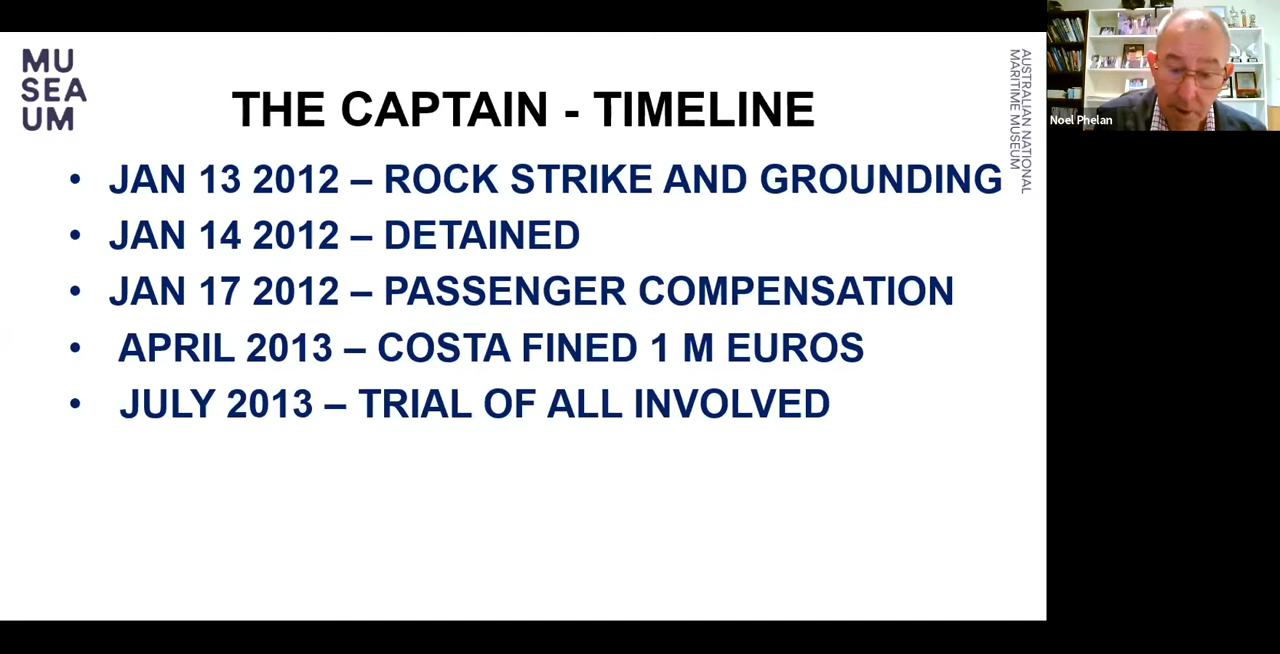 MU
SEA
UM
THE CAPTAIN - TIMELINE
AUSTRALIAN NATIONAL
MARITIME MUSEUM
• JAN 13 2012 – ROCK STRIKE AND GROUNDING
• JAN 14 2012 – DETAINED
• JAN 17 2012 – PASSENGER COMPENSATION
• APRIL 2013 – COSTA FINED 1 M EUROS
• JULY 2013 – TRIAL OF ALL INVOLVED
Noel Phelan